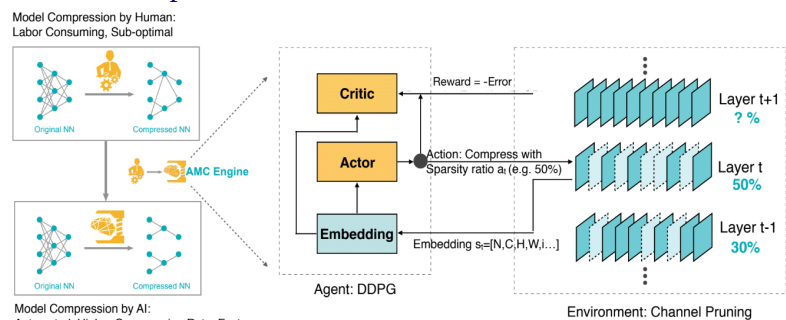 Model Compression by Human:
Labor Consuming, Sub-optimal
Original NN
Compressed NN
AMC Engine
Original NN
Compressed NN
Model Compression by AI:
Critic
Actor
Embedding
Agent: DDPG
Reward = -Error
Action: Compress with
Sparsity ratio at (e.g. 50%)
Embedding st=[N,C,H,W,i…]
Layer t+1
? %
Layer t
50%
Layer t-1
30%
Environment: Channel Pruning